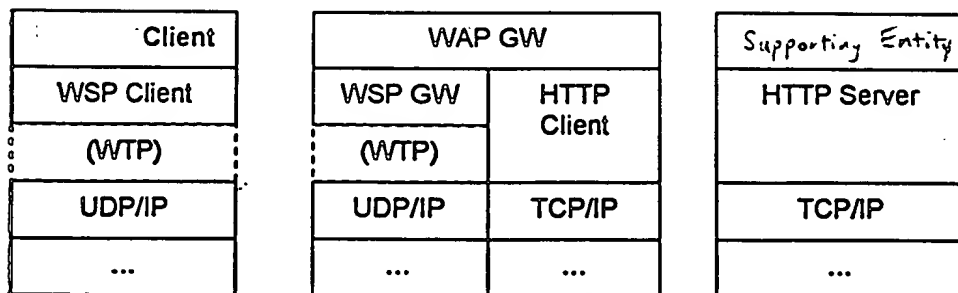 Client
WAP GW
Supporting Entity
WSP Client
WSP GW
HTTP
Client
HTTP Server
(WTP)
(WTP)
UDP/IP
UDP/IP
TCP/IP
TCP/IP
...
...
...
...